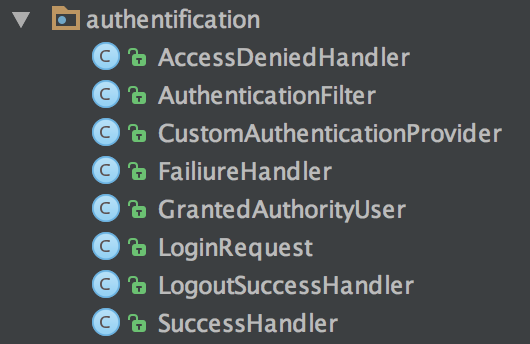 authentification
AccessDeniedHandler
AuthenticationFilter
CustomAuthenticationProvider
FailiureHandler
GrantedAuthorityUser
LoginRequest
LogoutSuccessHandler
SuccessHandler